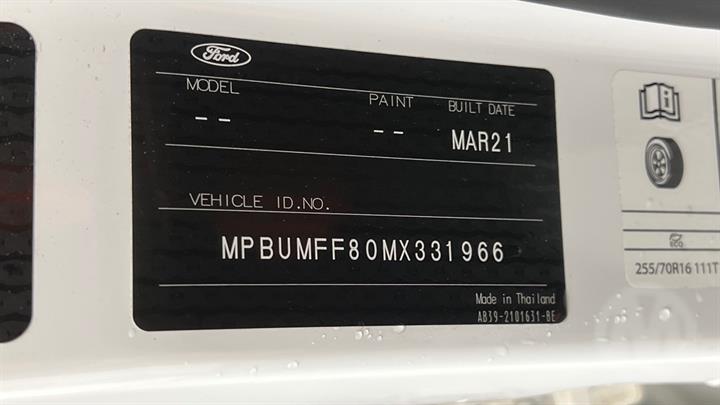 Ford
MODEL PAINT BUILT DATE
-- -- MAR21
VEHICLE ID.NO.
MPBUMFF80MX331966
Made in Thailand
AB39-2101631-BE
i
ECO
255/70R16 111T